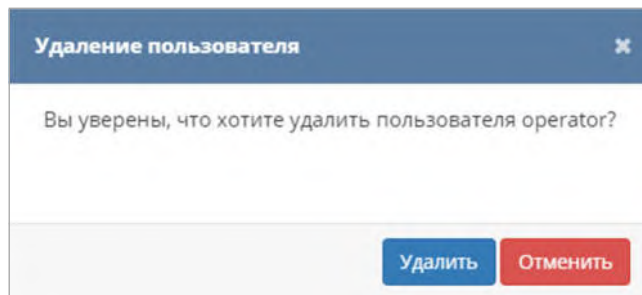 Удаление пользователя
Вы уверены, что хотите удалить пользователя operator?
Удалить Отменить